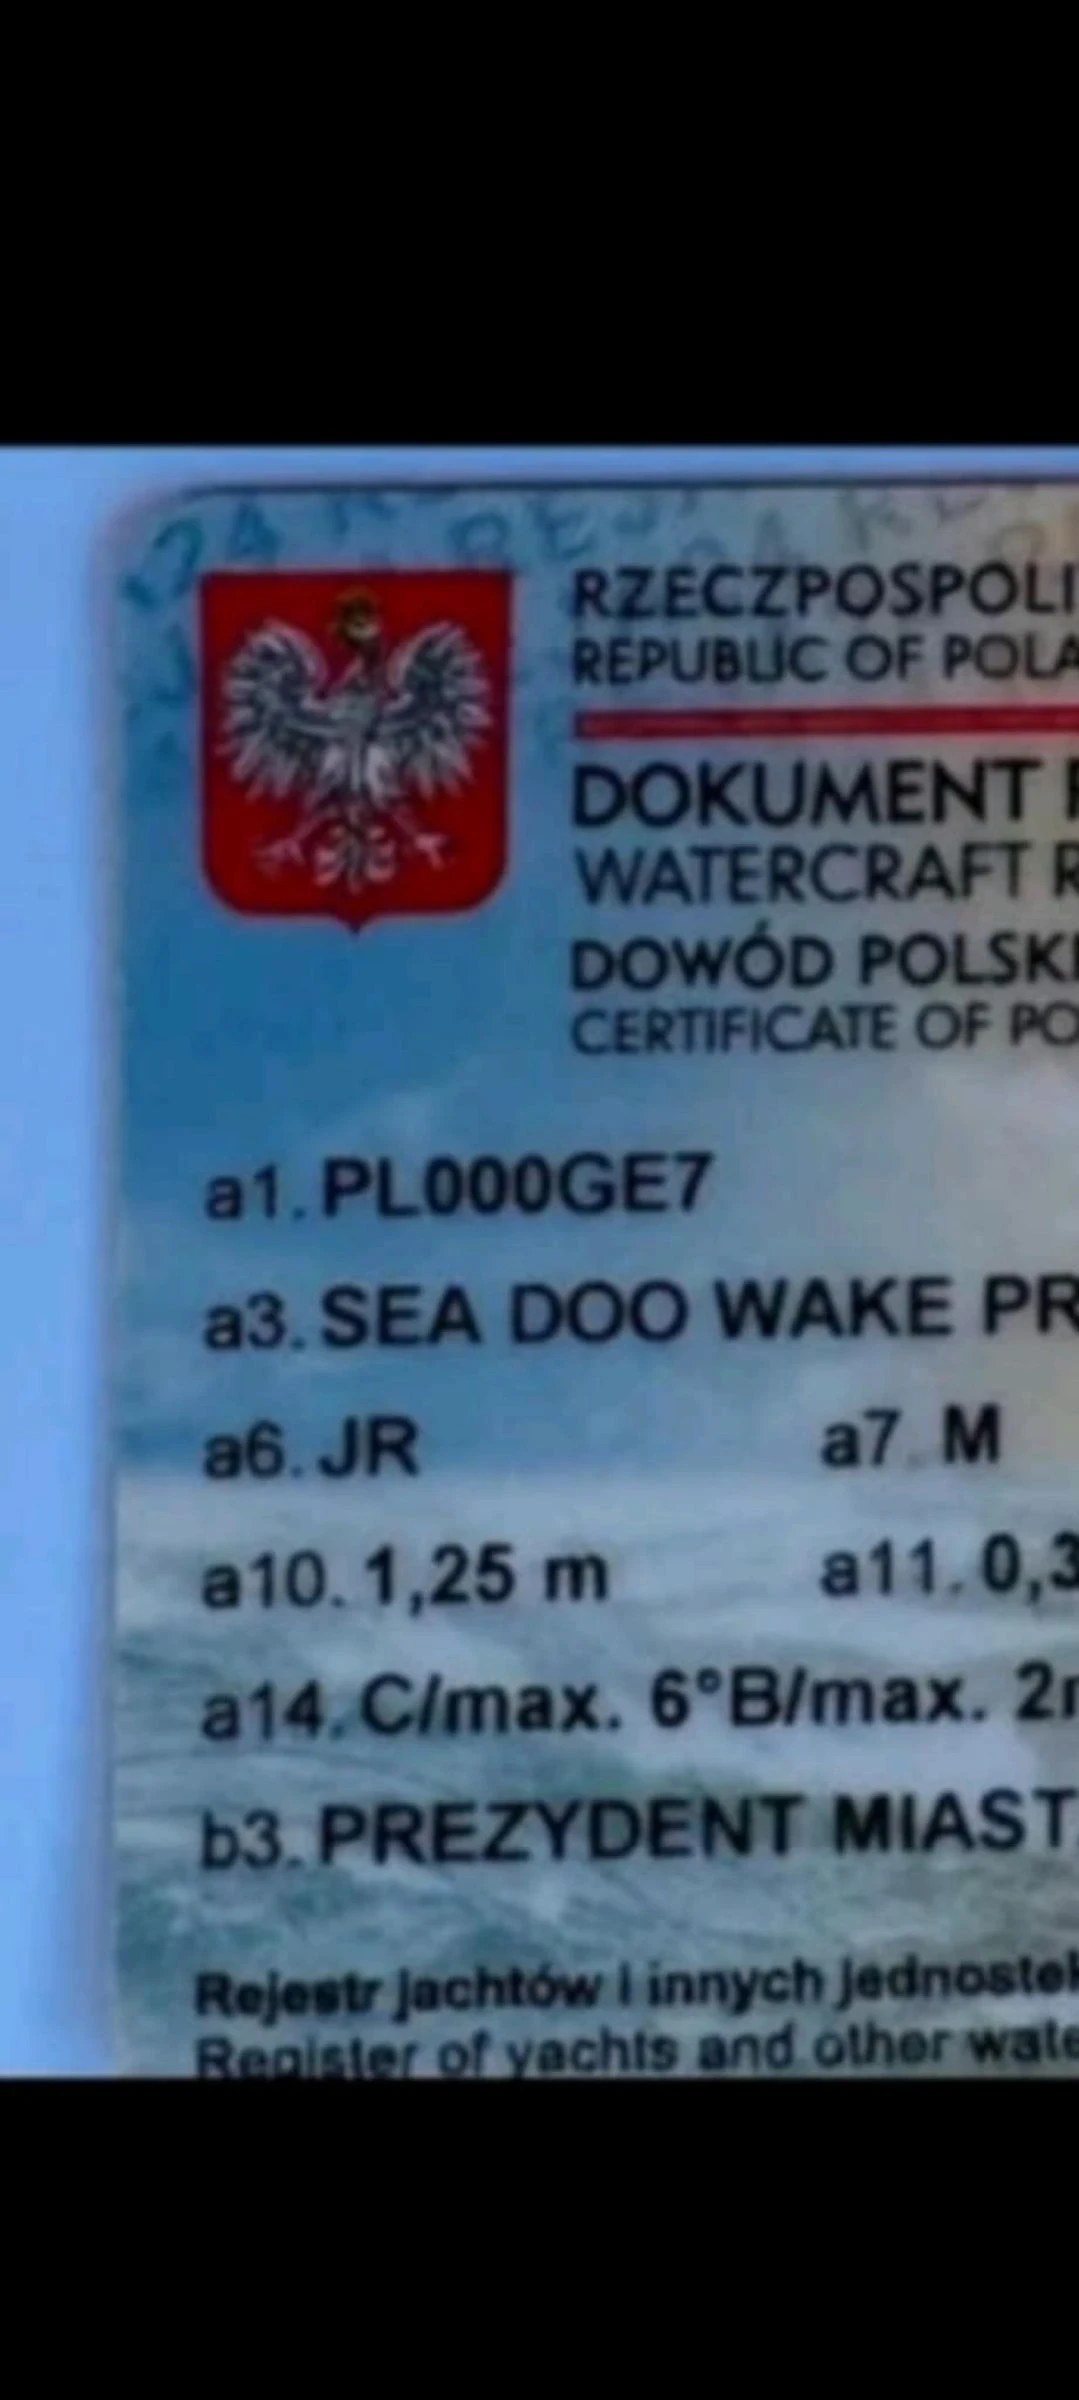 RZECZPOSPOLI
REPUBLIC OF POLA
DOKUMENT R
WATERCRAFT R
DOWÓD POLSKI
CERTIFICATE OF PO
a1. PL000GE7
a3. SEA DOO WAKE PR
a6. JR a7. M
a10. 1,25 m a11. 0,3
a14. C/max. 6°B/max. 2
b3. PREZYDENT MIAST
Rejestr jachtów i innych jednostek
Register of yachts and other wate